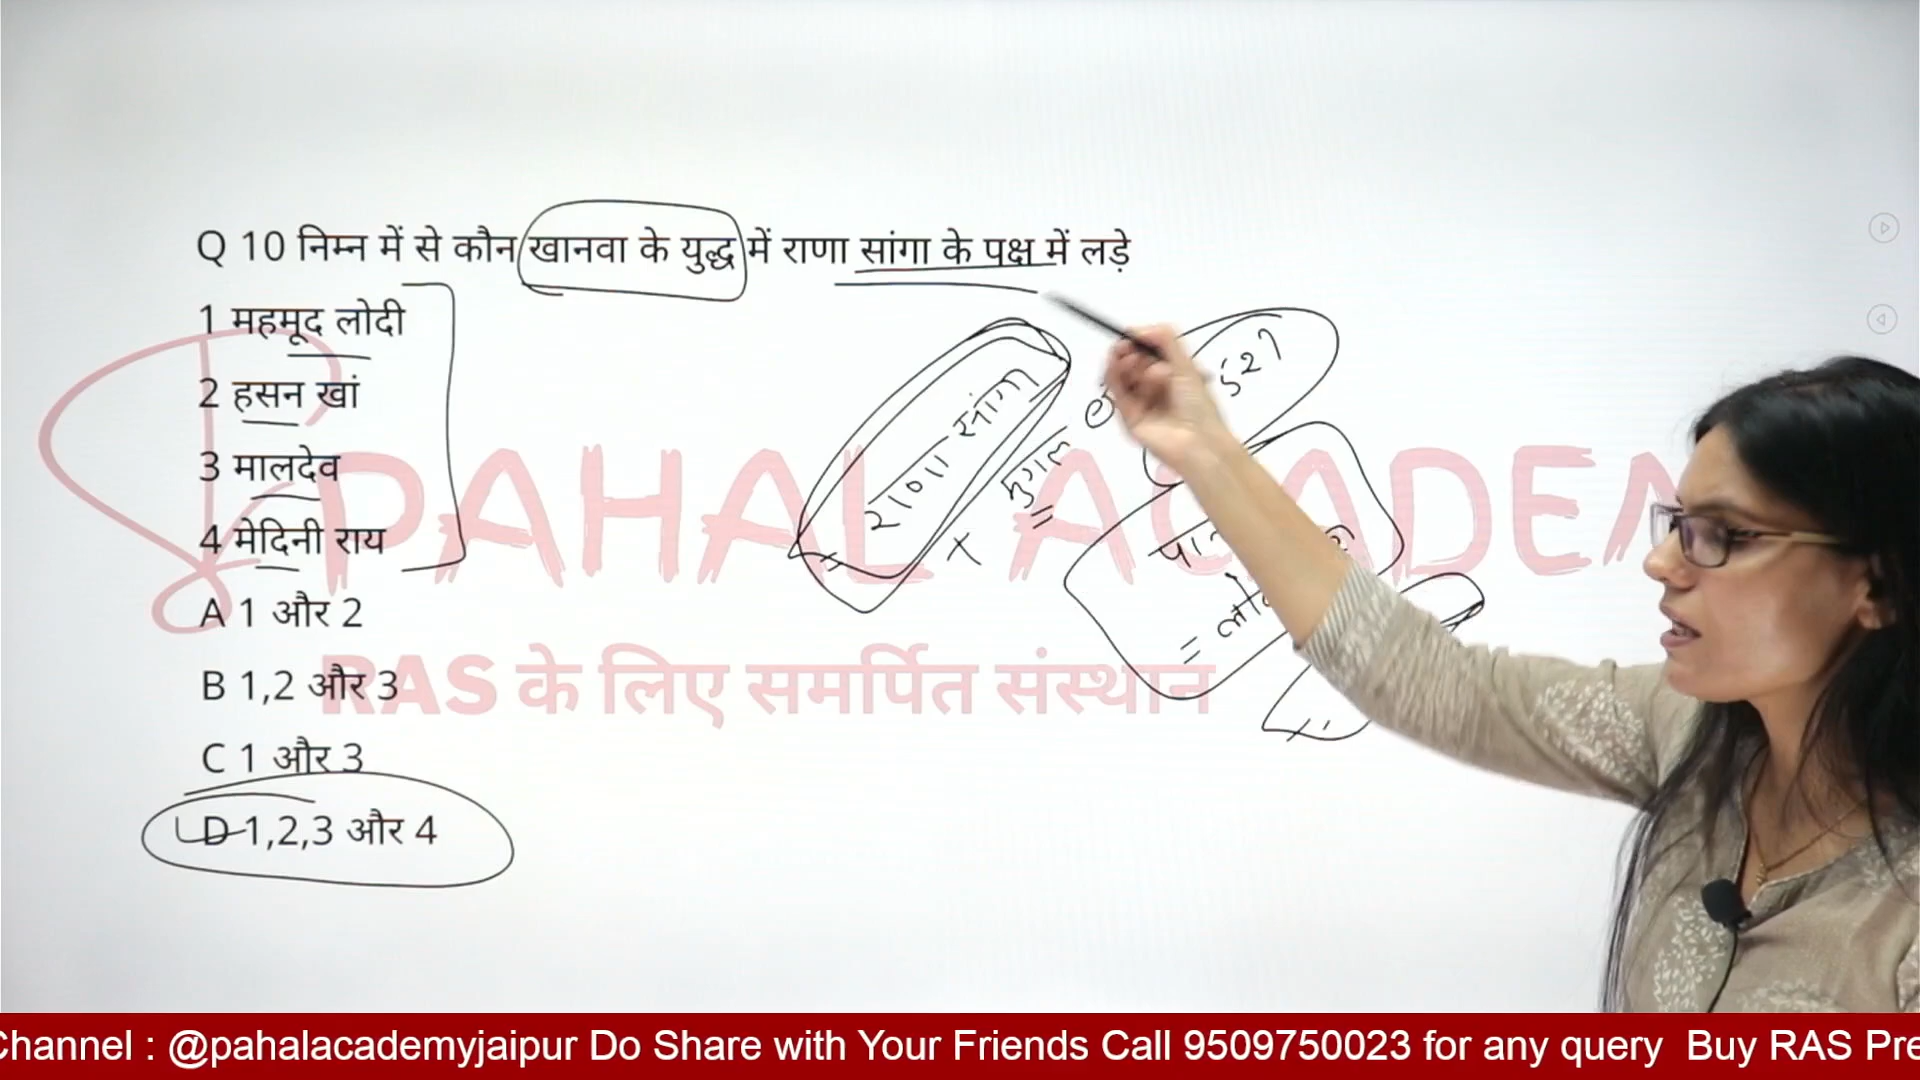 Q 10 निम्न में से कौन खानवा के युद्ध में राणा सांगा के पक्ष में लड़े
1 महमूद लोदी
2 हसन खां
3 मालदेव
4 मेदिनी राय
A 1 और 2
B 1,2 और 3
C 1 और 3
D 1,2,3 और 4
राणा सांगा
x मुगल
527
PAHAL ACADEM
RAS के लिए समर्पित संस्थान
Channel : @pahalacademyjaipur Do Share with Your Friends Call 9509750023 for any query Buy RAS Pre